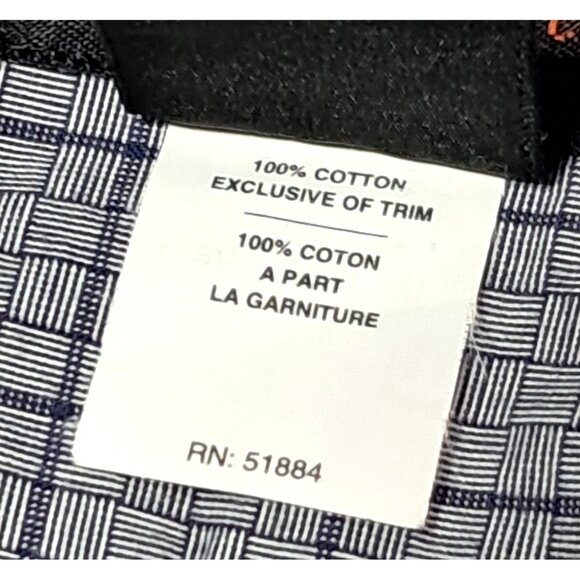 100% COTTON
EXCLUSIVE OF TRIM
100% COTON
A PART
LA GARNITURE
RN: 51884